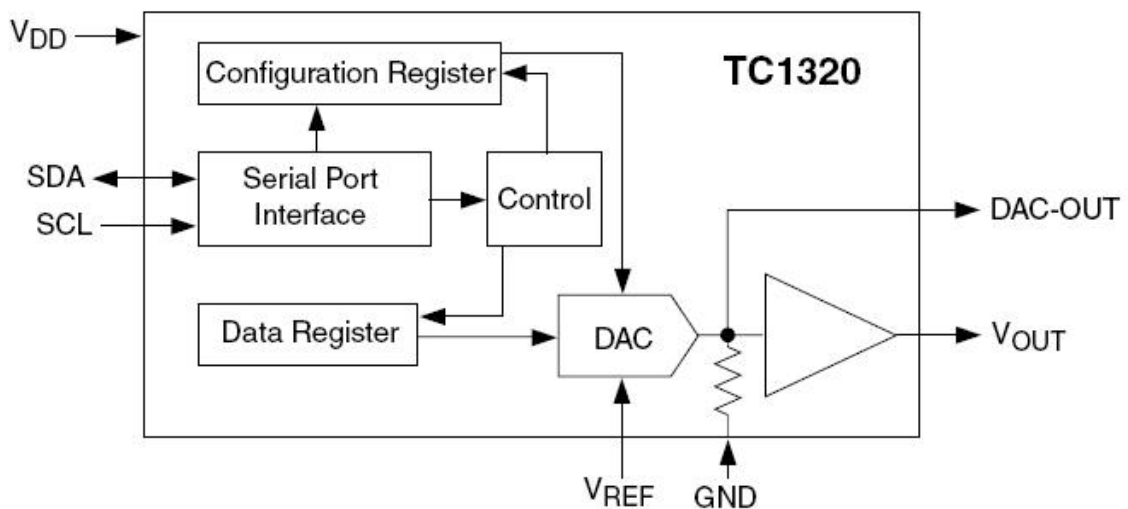 VDD
Configuration Register
TC1320
SDA
Serial Port
Interface
Control
SCL
DAC-OUT
Data Register
DAC
VOUT
VREF
GND